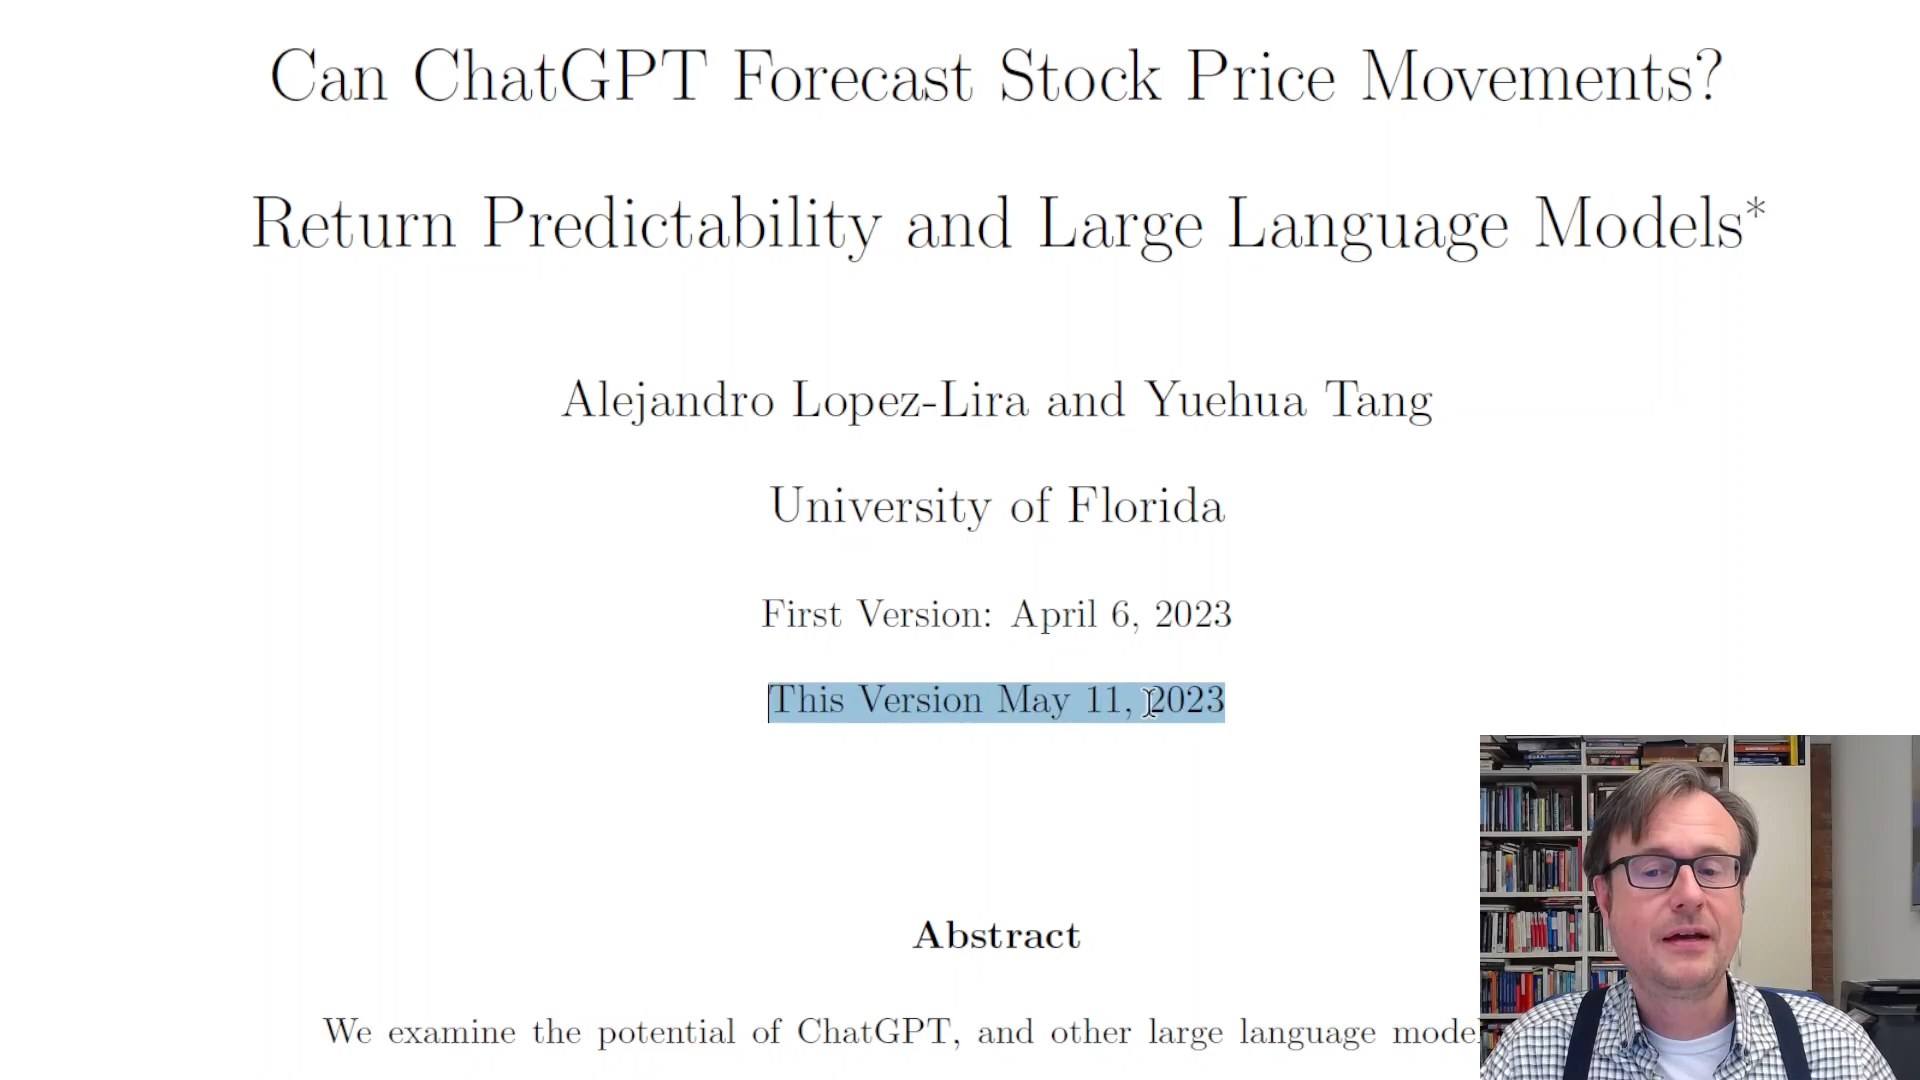 Can ChatGPT Forecast Stock Price Movements?
Return Predictability and Large Language Models*
Alejandro Lopez-Lira and Yuehua Tang
University of Florida
First Version: April 6, 2023
This Version May 11, 2023
Abstract
We examine the potential of ChatGPT, and other large language